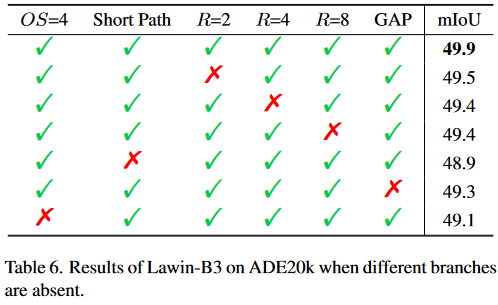 OS=4 Short Path R=2 R=4 R=8 GAP mIoU
✓ ✓ ✓ ✓ ✓ ✓ 49.9
✓ ✓ ✗ ✓ ✓ ✓ 49.5
✓ ✓ ✓ ✗ ✓ ✓ 49.4
✓ ✓ ✓ ✓ ✗ ✓ 49.4
✓ ✗ ✓ ✓ ✓ ✓ 48.9
✓ ✓ ✓ ✓ ✓ ✗ 49.3
✗ ✓ ✓ ✓ ✓ ✓ 49.1
Table 6. Results of Lawin-B3 on ADE20k when different branches
are absent.